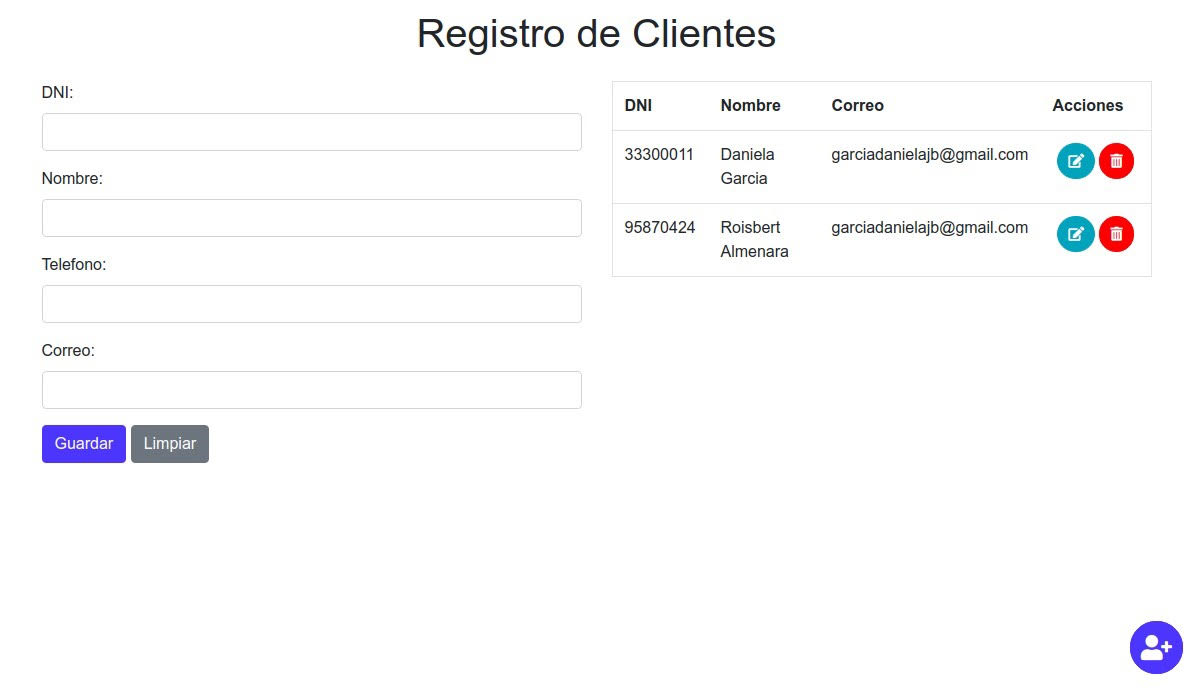 Registro de Clientes
DNI:
Nombre:
Telefono:
Correo:
Guardar Limpiar
DNI Nombre Correo Acciones
33300011 Daniela garciadanielajb@gmail.com
Garcia
95870424 Roisbert garciadanielajb@gmail.com
Almenara